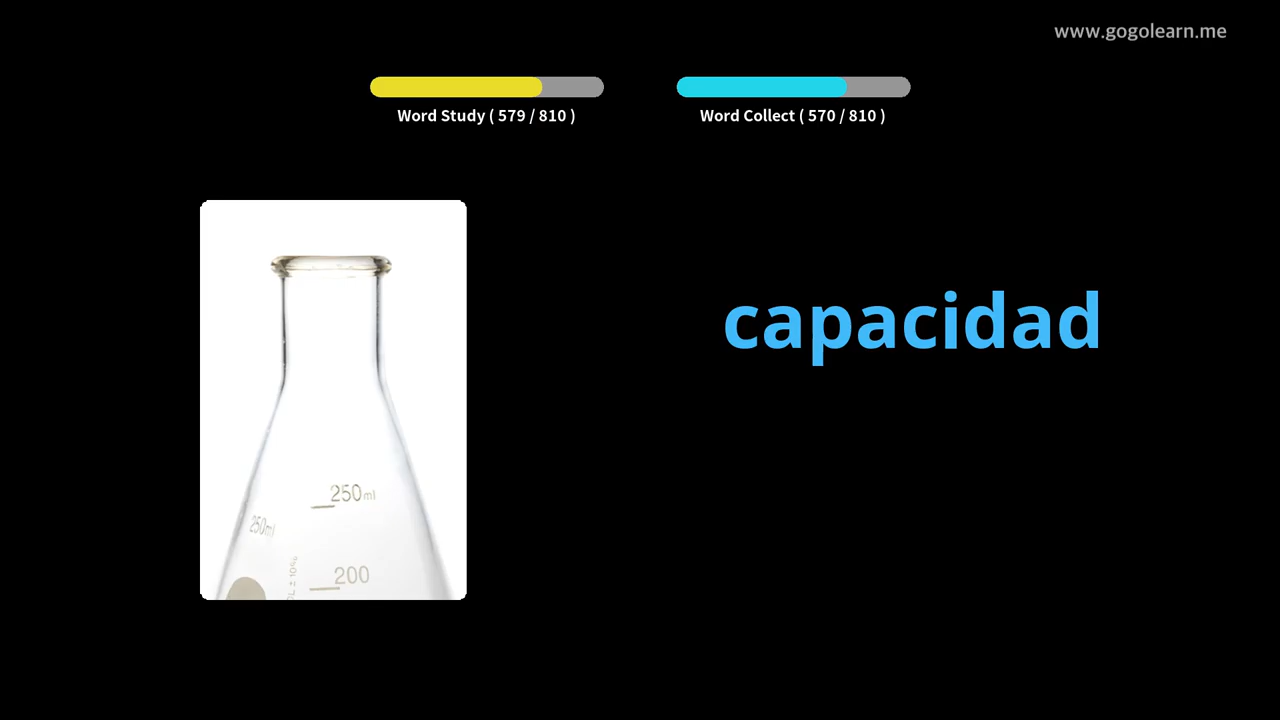 www.gogolearn.me
Word Study ( 579 / 810 )
Word Collect ( 570 / 810 )
capacidad
250ml
250ml
200